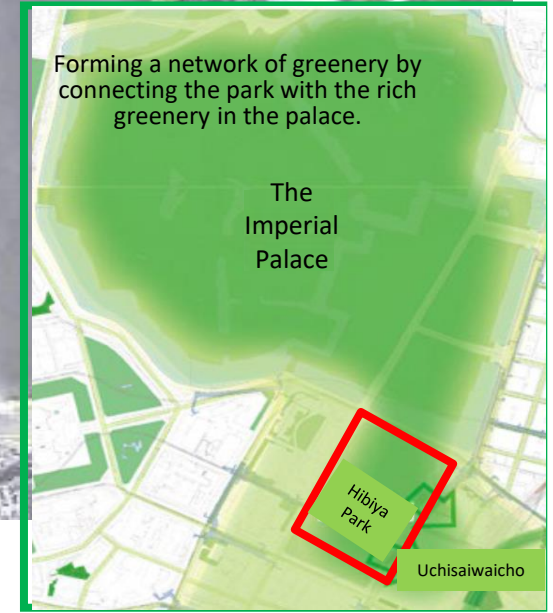 Forming a network of greenery by
connecting the park with the rich
greenery in the palace.
The
Imperial
Palace
Hibiya
Park
Uchisaiwaicho